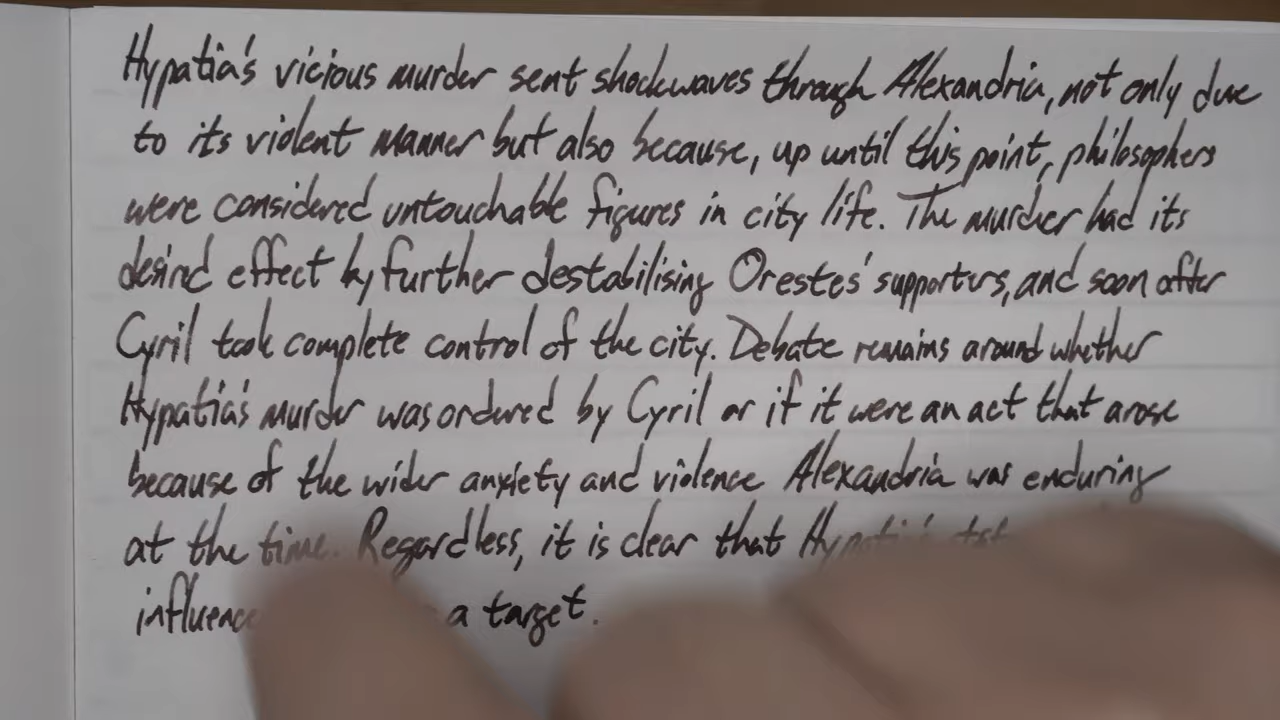 Hypatia's vicious murder sent shockwaves through Alexandria, not only due
to its violent manner but also because, up until this point, philosophers
were considered untouchable figures in city life. The murder had its
desired effect by further destabilising Orestes' supporters, and soon after
Cyril took complete control of the city. Debate remains around whether
Hypatia's murder was ordered by Cyril or if it were an act that arose
because of the wider anxiety and violence Alexandria was enduring
at the time. Regardless, it is clear that Hypatia's
a target.